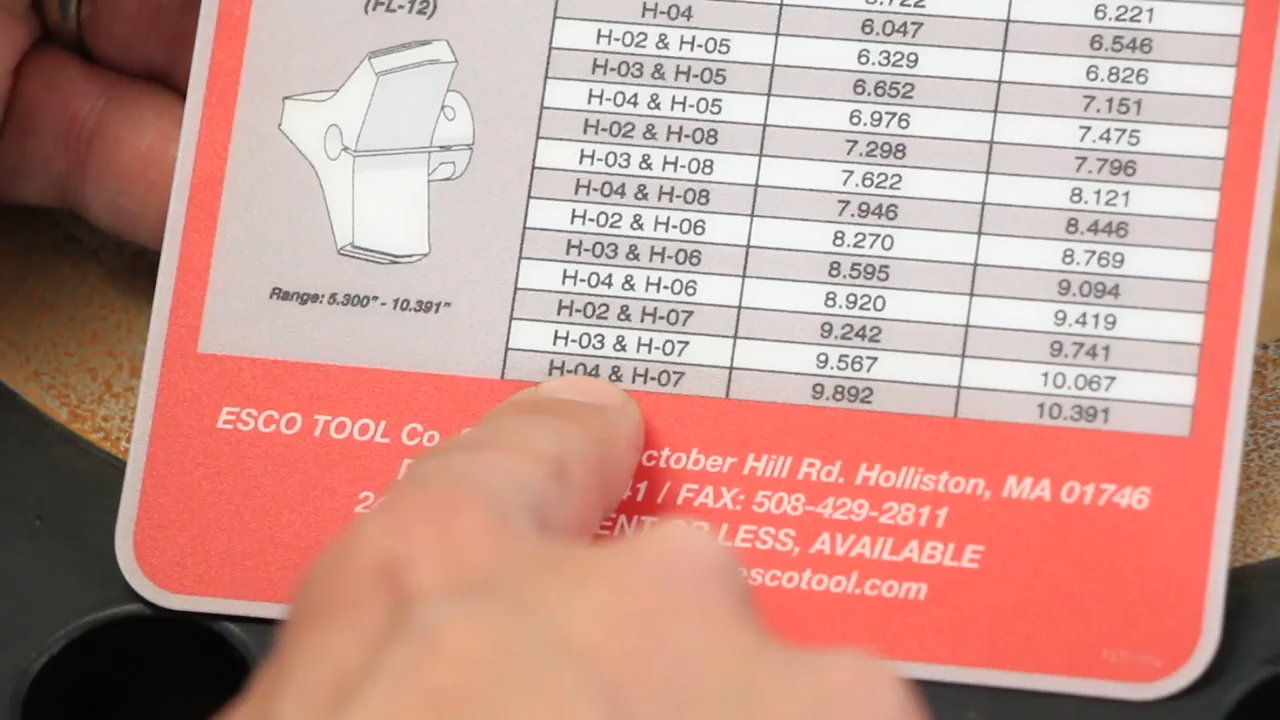 (FL-12)
6.221
H-04 6.047 6.546
H-02 & H-05 6.329 6.826
H-03 & H-05 6.652 7.151
H-04 & H-05 6.976 7.475
H-02 & H-08 7.298 7.796
H-03 & H-08 7.622 8.121
H-04 & H-08 7.946 8.446
H-02 & H-06 8.270 8.769
H-03 & H-06 8.595 9.094
H-04 & H-06 8.920 9.419
H-02 & H-07 9.242 9.741
H-03 & H-07 9.567 10.067
H-04 & H-07 9.892 10.391
Range: 5.300" - 10.391"
ESCO TOOL Co. October Hill Rd. Holliston, MA 01746
41 / FAX: 508-429-2811
OR LESS, AVAILABLE
escotool.com